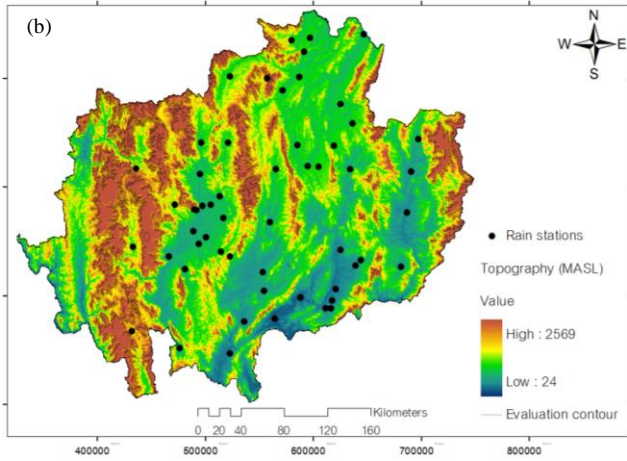 (b)
N
W E
S
Rain stations
Topography (MASL)
Value
High : 2569
Low : 24
Evaluation contour
Kilometers
0 20 40 80 120 160
400000 500000 600000 700000 800000